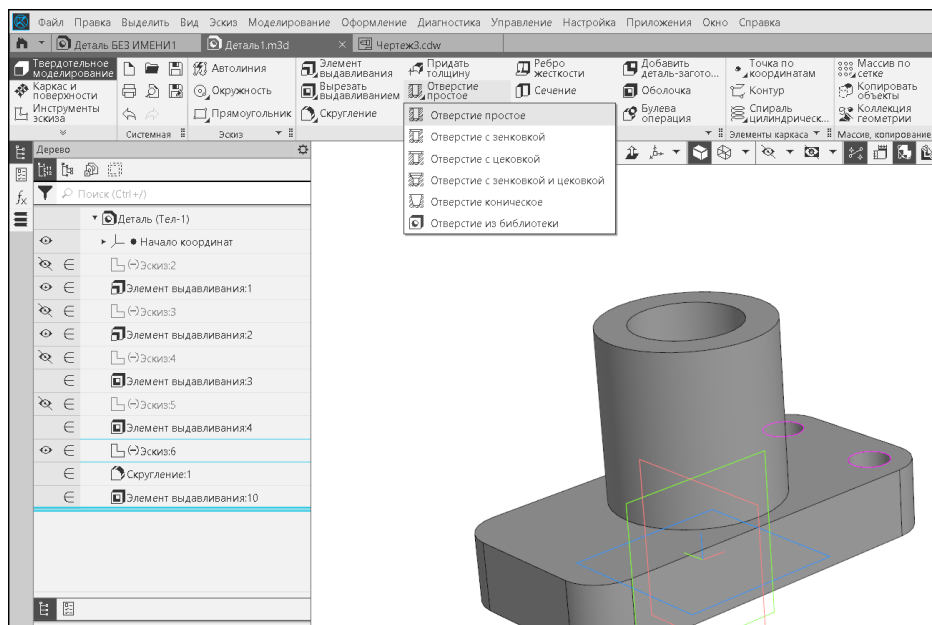 Файл Правка Выделить Вид Эскиз Моделирование Оформление Диагностика Управление Настройка Приложения Окно Справка
Деталь БЕЗ ИМЕНИ1
Деталь1.m3d
Чертеж3.cdw
Твердотельное моделирование
Каркас и поверхности
Инструменты эскиза
Системная
Автолиния
Окружность
Прямоугольник
Эскиз
Элемент выдавливания
Вырезать выдавливанием
Скругление
Придать толщину
Отверстие простое
Ребро жесткости
Сечение
Добавить деталь-загото...
Оболочка
Булева операция
Точка по координатам
Контур
Спираль цилиндрическ...
Элементы каркаса
Массив по сетке
Копировать объекты
Коллекция геометрии
Массив, копирование
Отверстие простое
Отверстие с зенковкой
Отверстие с цековкой
Отверстие с зенковкой и цековкой
Отверстие коническое
Отверстие из библиотеки
Дерево
Поиск (Ctrl+/)
Деталь (Тел-1)
Начало координат
(-)Эскиз:2
Элемент выдавливания:1
(-)Эскиз:3
Элемент выдавливания:2
(-)Эскиз:4
Элемент выдавливания:3
(-)Эскиз:5
Элемент выдавливания:4
(-)Эскиз:6
Скругление:1
Элемент выдавливания:10